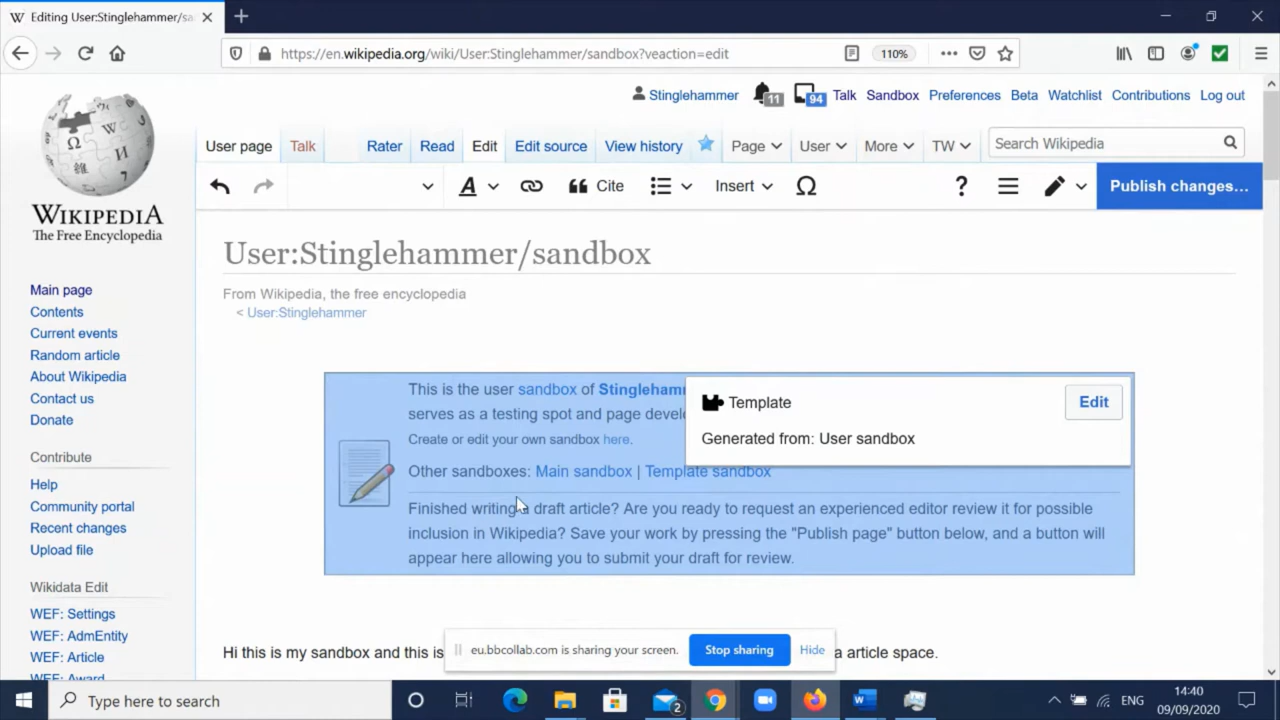 Editing User:Stinglehammer/sa
https://en.wikipedia.org/wiki/User:Stinglehammer/sandbox?veaction=edit
110%
Stinglehammer 11 94 Talk Sandbox Preferences Beta Watchlist Contributions Log out
User page Talk Rater Read Edit Edit source View history Page User More TW Search Wikipedia
A Cite Insert Ω ? Publish changes...
WIKIPEDIA
The Free Encyclopedia
Main page
Contents
Current events
Random article
About Wikipedia
Contact us
Donate
Contribute
Help
Community portal
Recent changes
Upload file
Wikidata Edit
WEF: Settings
WEF: AdmEntity
WEF: Article
WEF: Award
User:Stinglehammer/sandbox
From Wikipedia, the free encyclopedia
< User:Stinglehammer
This is the user sandbox of Stingleham
serves as a testing spot and page devel
Create or edit your own sandbox here.
Other sandboxes: Main sandbox | Template sandbox
Template
Edit
Generated from: User sandbox
Finished writing a draft article? Are you ready to request an experienced editor review it for possible
inclusion in Wikipedia? Save your work by pressing the "Publish page" button below, and a button will
appear here allowing you to submit your draft for review.
Hi this is my sandbox and this is a article space.
eu.bbcollab.com is sharing your screen. Stop sharing Hide
Type here to search
2
ENG
14:40
09/09/2020